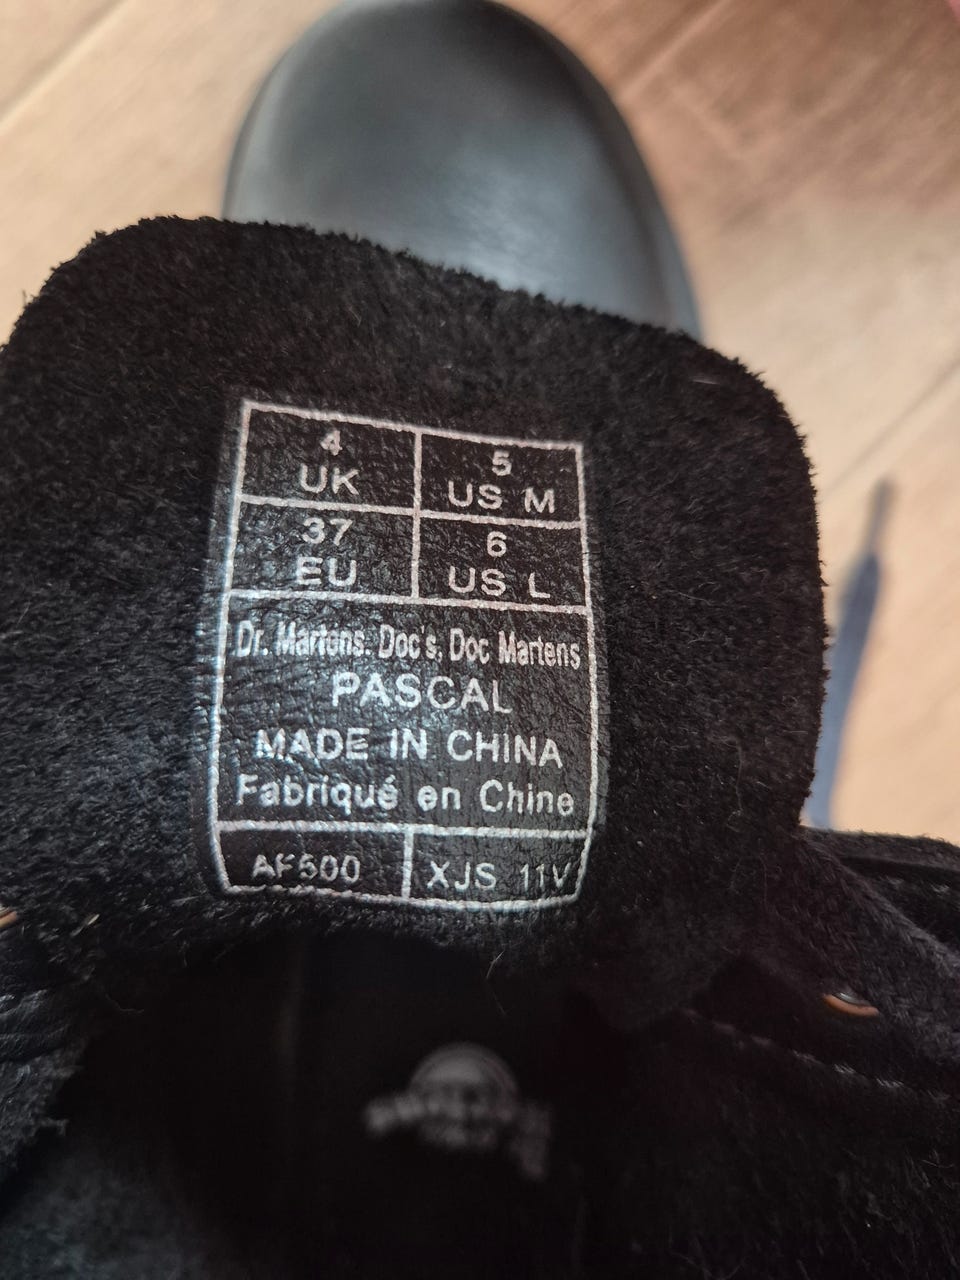 4
UK
5
US M
37
EU
6
US L
Dr. Martens. Doc's, Doc Martens
PASCAL
MADE IN CHINA
Fabriqué en Chine
AF500
XJS 11V